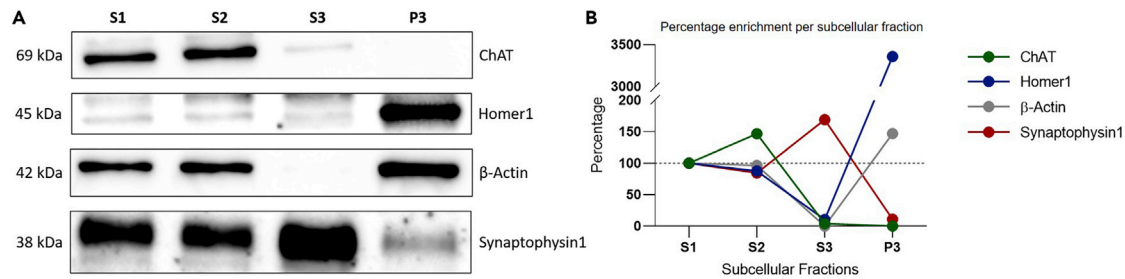 A
S1 S2 S3 P3
69 kDa ChAT
45 kDa Homer1
42 kDa β-Actin
38 kDa Synaptophysin1
B
Percentage enrichment per subcellular fraction
3500
3000
200
150
100
50
0
Percentage
S1 S2 S3 P3
Subcellular Fractions
ChAT
Homer1
β-Actin
Synaptophysin1